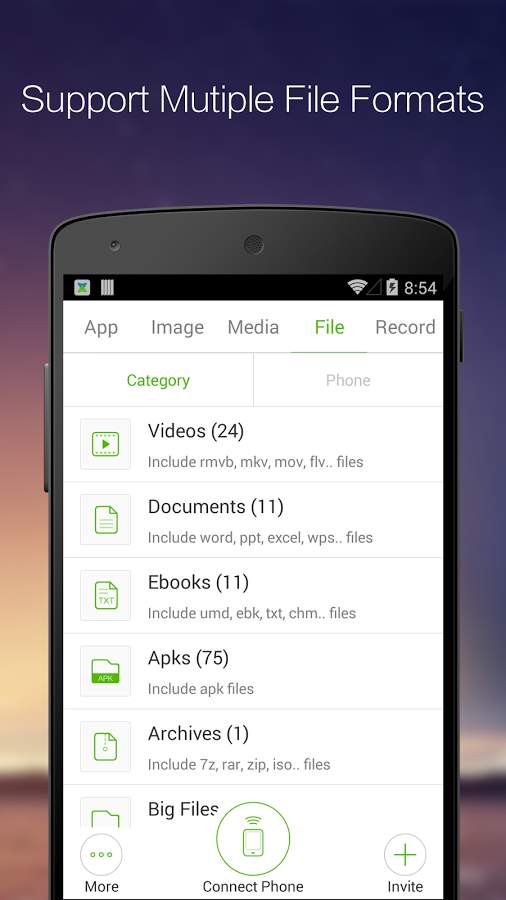 Support Mutiple File Formats
8:54
App Image Media File Record
Category Phone
Videos (24)
Include rmvb, mkv, mov, flv.. files
Documents (11)
Include word, ppt, excel, wps.. files
Ebooks (11)
TXT
Include umd, ebk, txt, chm.. files
Apks (75)
APK
Include apk files
Archives (1)
Include 7z, rar, zip, iso.. files
Big Files
More Connect Phone Invite